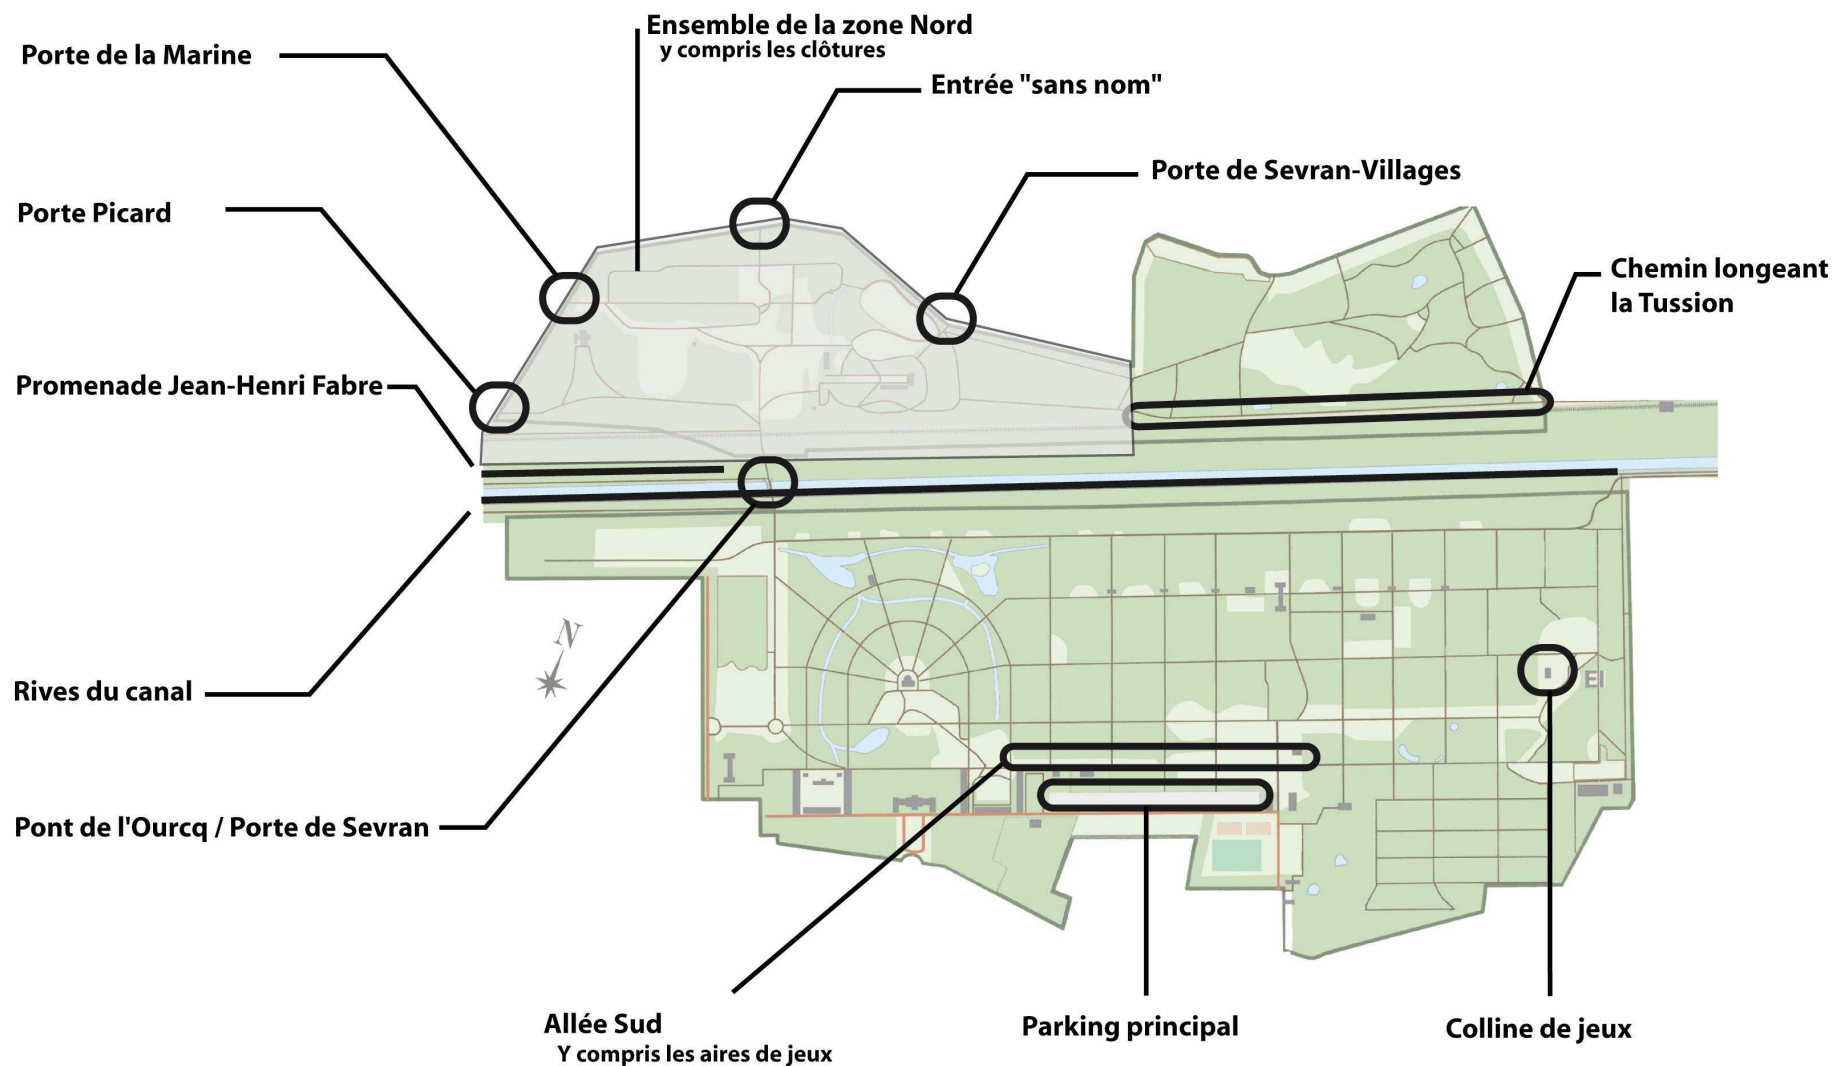 Ensemble de la zone Nord
y compris les clôtures
Porte de la Marine
Entrée "sans nom"
Porte de Sevran-Villages
Porte Picard
Chemin longeant
la Tussion
Promenade Jean-Henri Fabre
N
Rives du canal
Pont de l'Ourcq / Porte de Sevran
Allée Sud
Y compris les aires de jeux
Parking principal
Colline de jeux